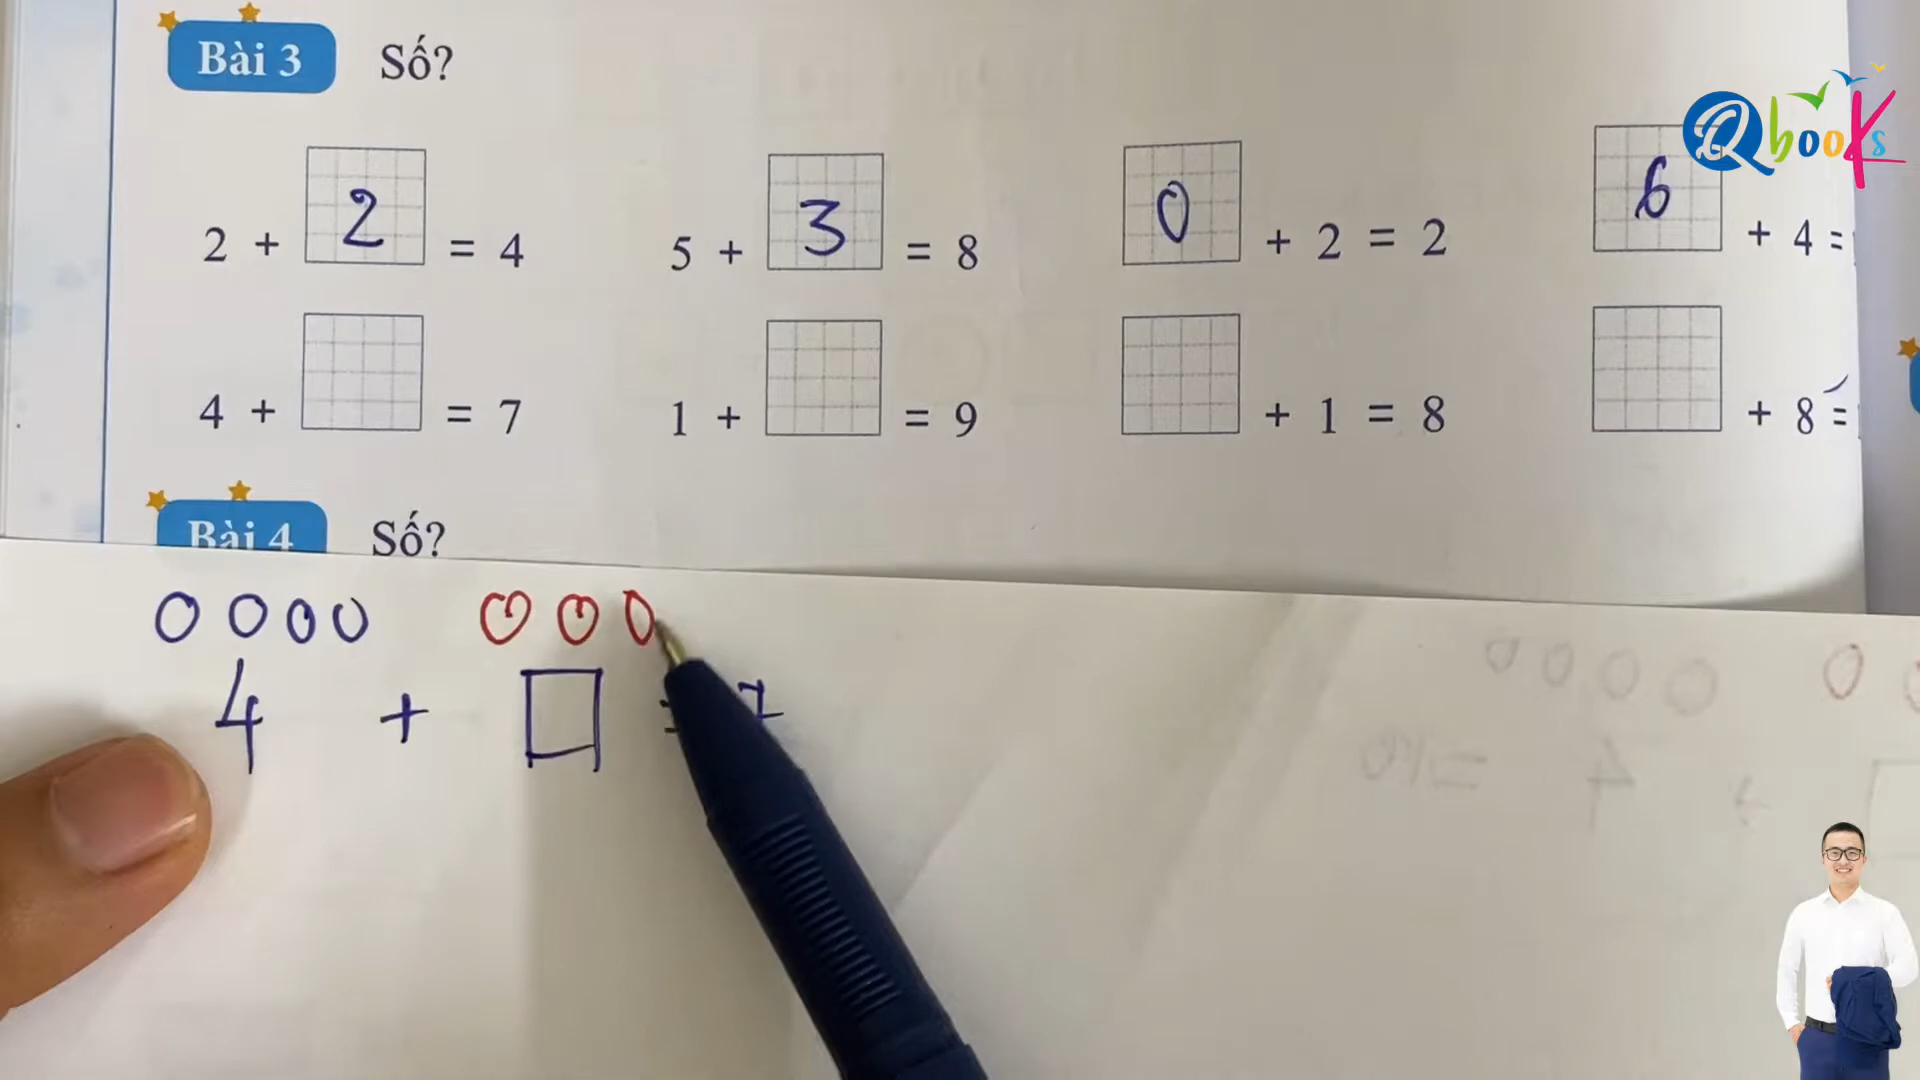 Bài 3 Số?
Qbooks
2 + 2 = 4 5 + 3 = 8 0 + 2 = 2 6 + 4 =
4 + = 7 1 + = 9 + 1 = 8 + 8 =
Bài 4 Số?
4 + □ = 7